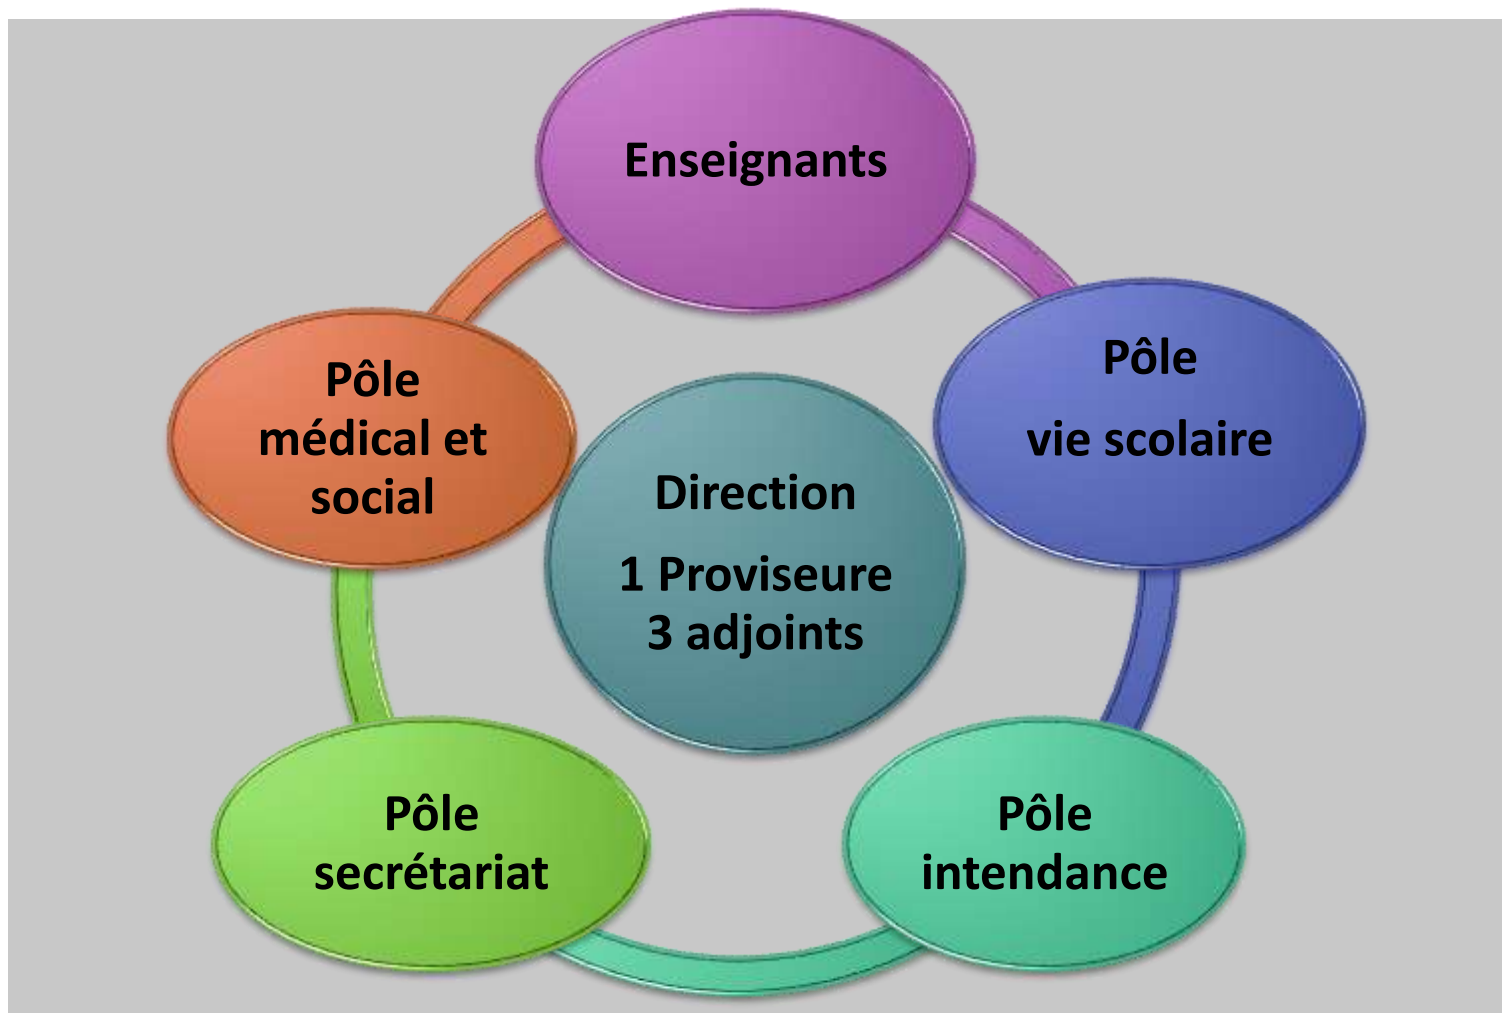 Enseignants
Pôle
vie scolaire
Pôle
médical et
social
Direction
1 Proviseure
3 adjoints
Pôle
secrétariat
Pôle
intendance